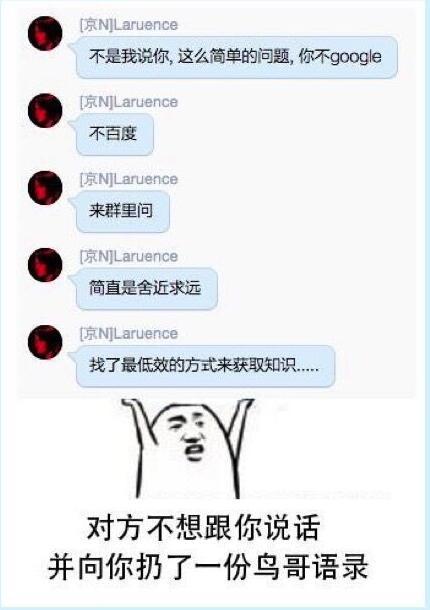 [京N]Laruence
不是我说你, 这么简单的问题, 你不google
[京N]Laruence
不百度
[京N]Laruence
来群里问
[京N]Laruence
简直是舍近求远
[京N]Laruence
找了最低效的方式来获取知识.....
对方不想跟你说话
并向你扔了一份鸟哥语录